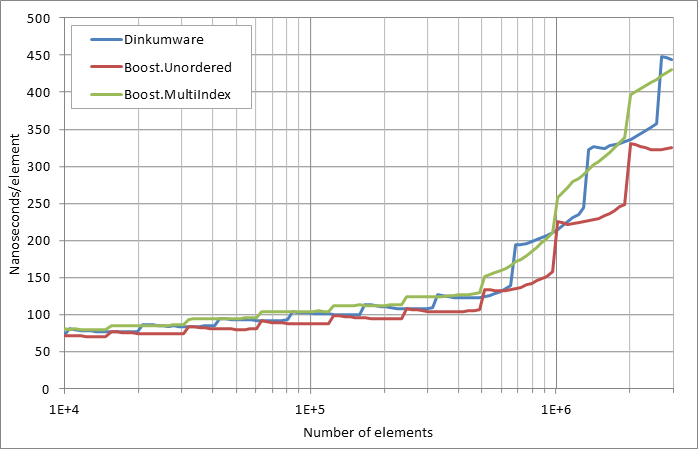 500
450
400
350
300
250
200
150
100
50
0
Nanoseconds/element
Dinkumware
Boost.Unordered
Boost.MultiIndex
1E+4
1E+5
1E+6
Number of elements